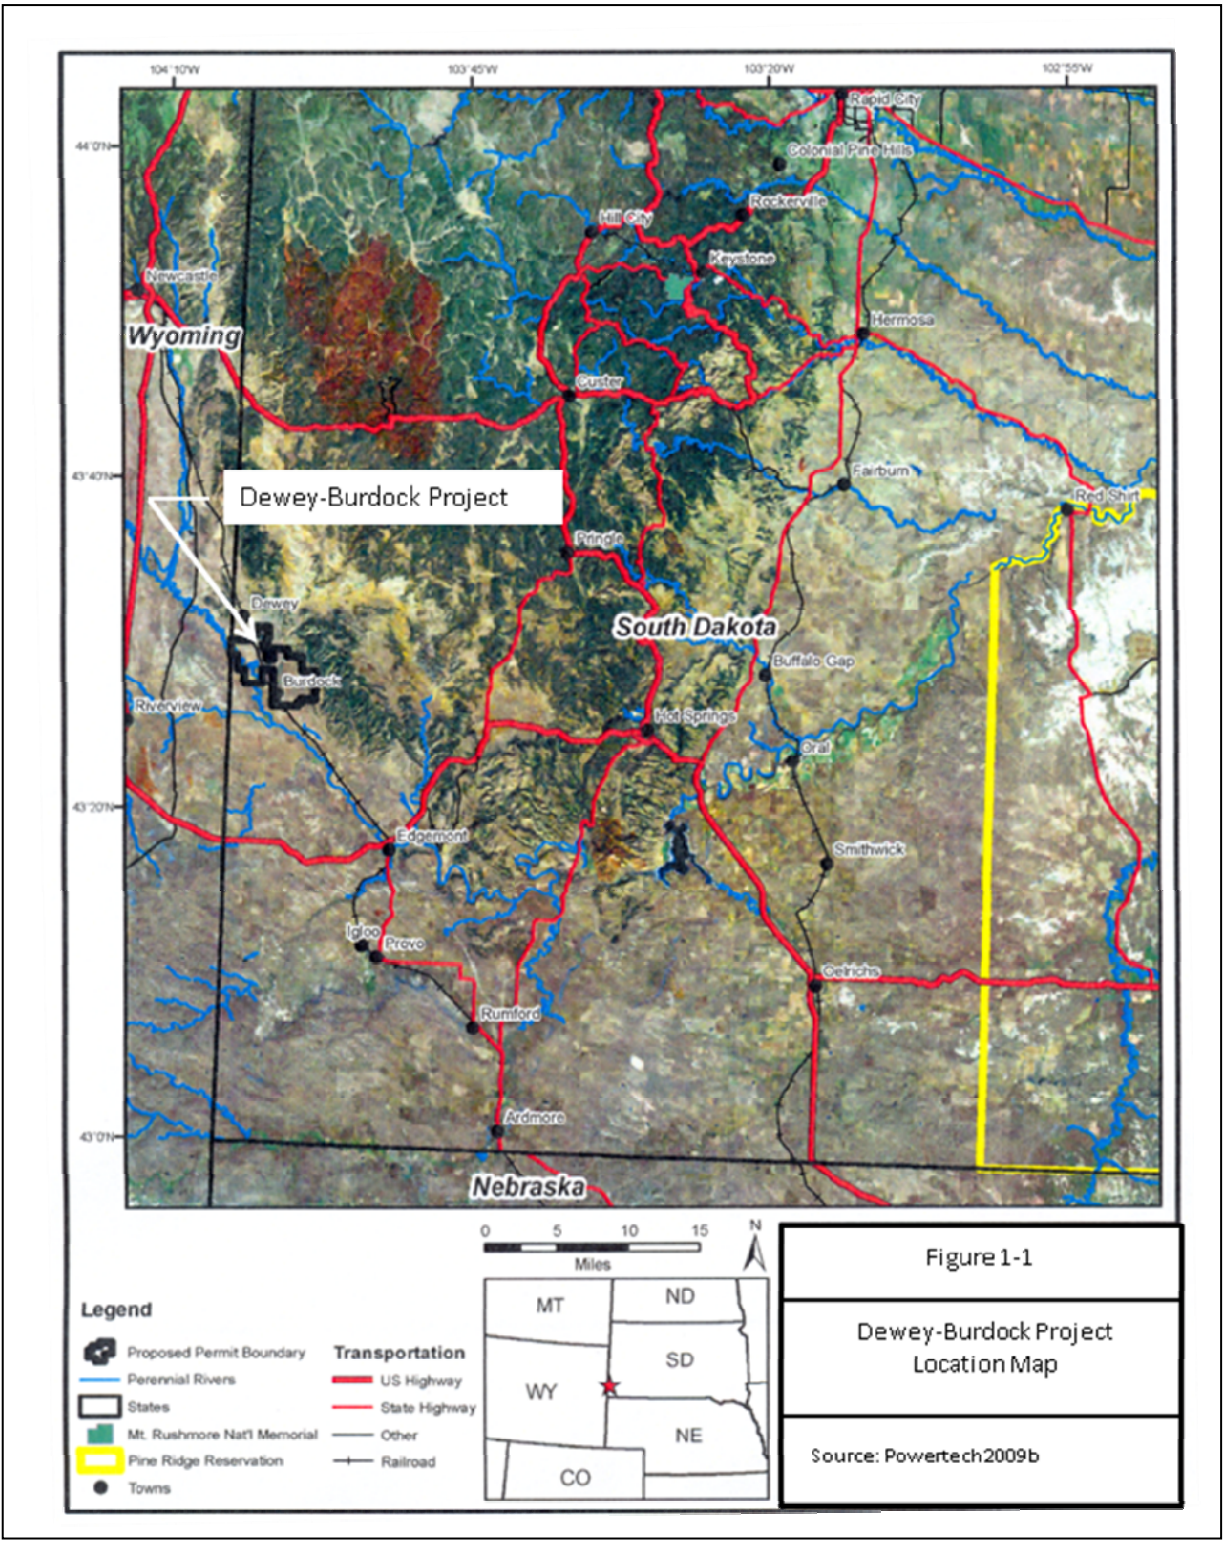 104°10'W
103°45'W
103°20'W
102°55'W
44°0'N
43°40'N
43°20'N
43°0'N
Rapid City
Colonial Pine Hills
Rockerville
Hill City
Keystone
Newcastle
Wyoming
Hermosa
Custer
Fairburn
Dewey-Burdock Project
Red Shirt
Pringle
Dewey
South Dakota
Buffalo Gap
Burdock
Riverview
Hot Springs
Oral
Edgemont
Smithwick
Igloo
Provo
Oelrichs
Rumford
Ardmore
Nebraska
0 5 10 15
Miles
N
Legend
Proposed Permit Boundary
Perennial Rivers
States
Mt. Rushmore Nat'l Memorial
Pine Ridge Reservation
Towns
Transportation
US Highway
State Highway
Other
Railroad
MT
ND
SD
WY
NE
CO
Figure 1-1
Dewey-Burdock Project
Location Map
Source: Powertech2009b